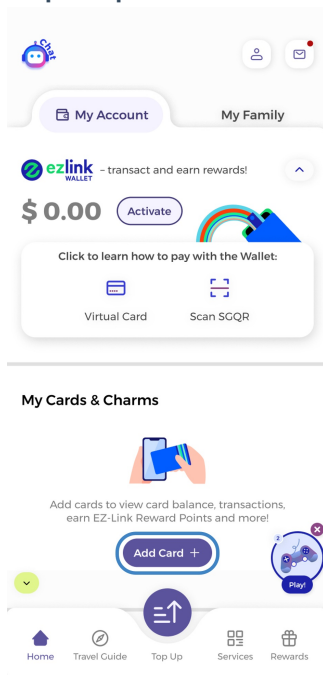 Chat
My Account
My Family
ezlink
WALLET
– transact and earn rewards!
$ 0.00
Activate
Click to learn how to pay with the Wallet:
Virtual Card
Scan SGQR
My Cards & Charms
Add cards to view card balance, transactions,
earn EZ-Link Reward Points and more!
Add Card +
2
Play!
Home
Travel Guide
Top Up
Services
Rewards